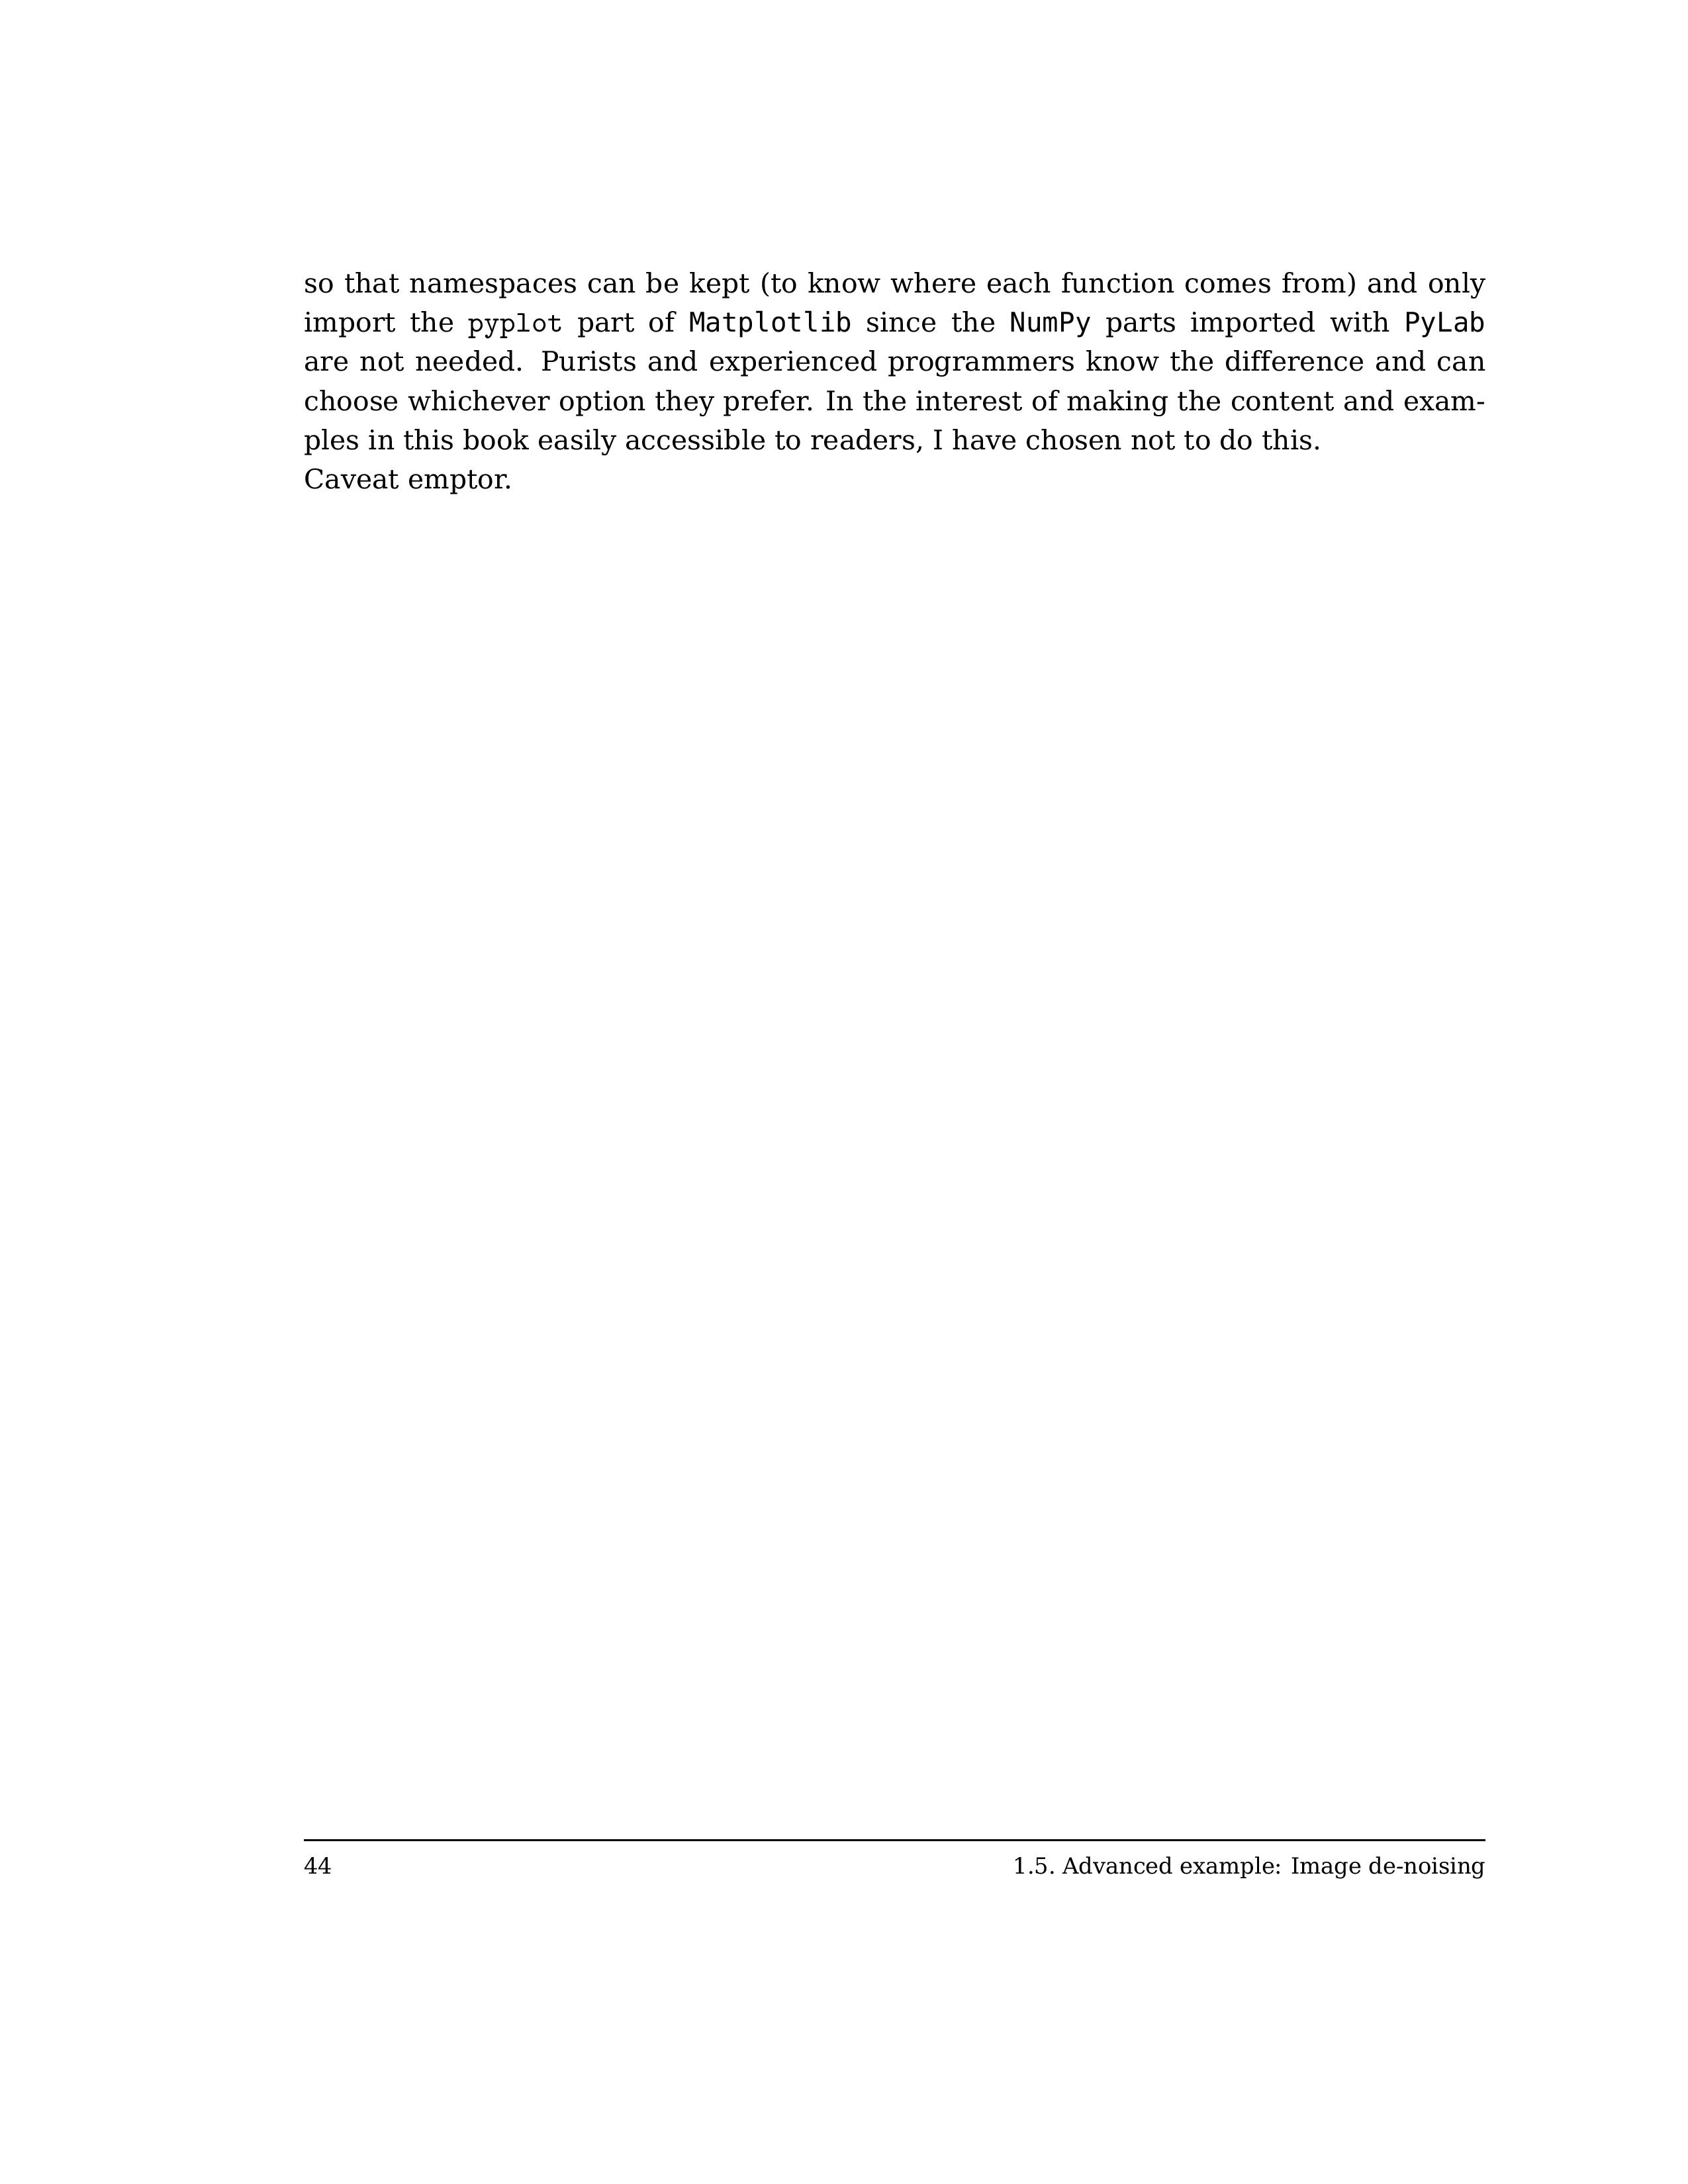 so that namespaces can be kept (to know where each function comes from) and only
import the pyplot part of Matplotlib since the NumPy parts imported with PyLab
are not needed. Purists and experienced programmers know the difference and can
choose whichever option they prefer. In the interest of making the content and exam-
ples in this book easily accessible to readers, I have chosen not to do this.
Caveat emptor.
44 1.5. Advanced example: Image de-noising